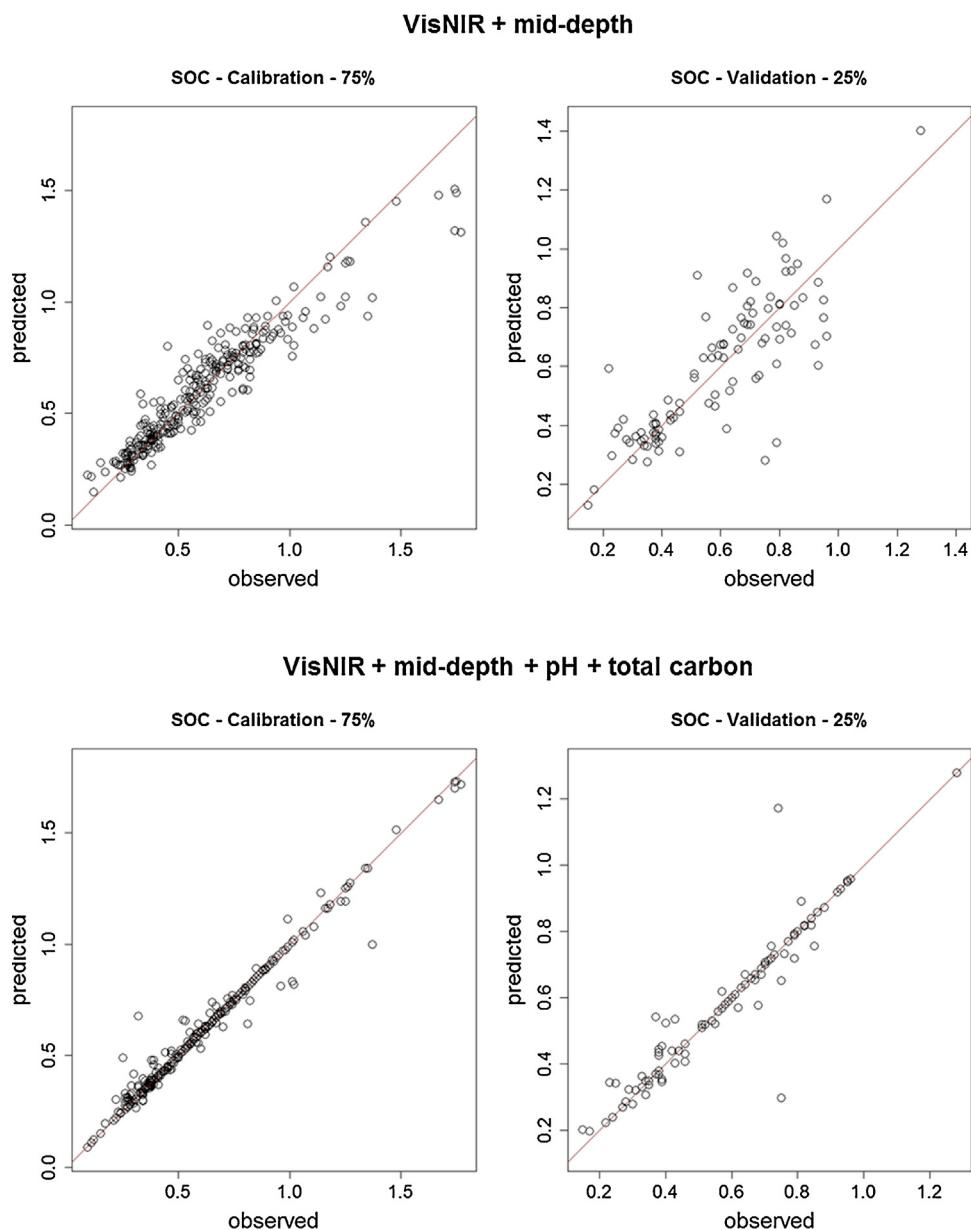 VisNIR + mid-depth
SOC - Calibration - 75%
SOC - Validation - 25%
predicted
0.0 0.5 1.0 1.5
0.5 1.0 1.5
observed
predicted
0.2 0.4 0.6 0.8 1.0 1.2 1.4
0.2 0.4 0.6 0.8 1.0 1.2 1.4
observed
VisNIR + mid-depth + pH + total carbon
SOC - Calibration - 75%
SOC - Validation - 25%
predicted
0.0 0.5 1.0 1.5
0.5 1.0 1.5
observed
predicted
0.2 0.4 0.6 0.8 1.0 1.2
0.2 0.4 0.6 0.8 1.0 1.2
observed